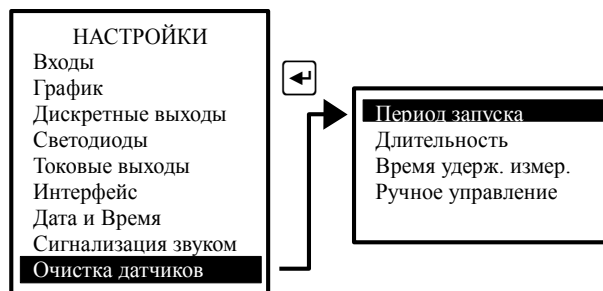 НАСТРОЙКИ
Входы
График
Дискретные выходы
Светодиоды
Токовые выходы
Интерфейс
Дата и Время
Сигнализация звуком
Очистка датчиков
Период запуска
Длительность
Время удерж. измер.
Ручное управление